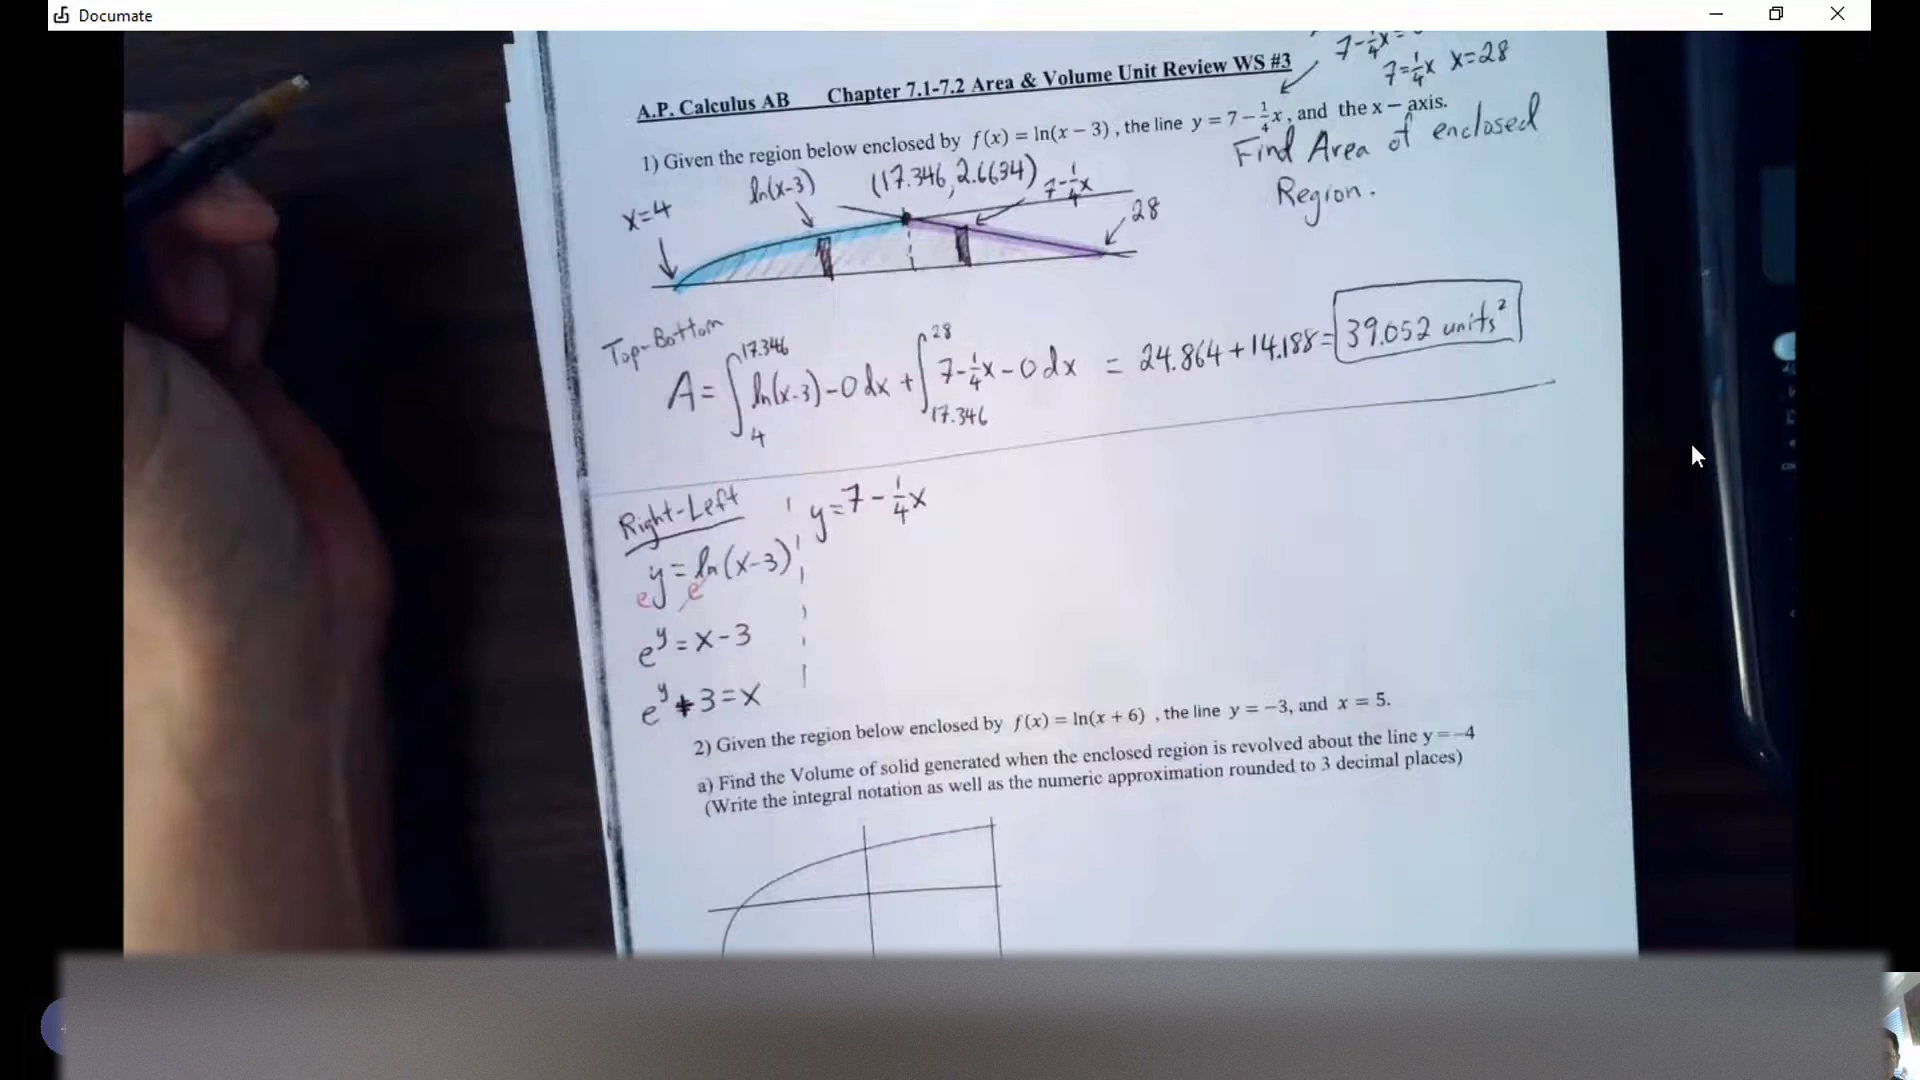 Documate
7-¼x=
7=¼x x=28
A.P. Calculus AB Chapter 7.1-7.2 Area & Volume Unit Review WS #3
1) Given the region below enclosed by f(x) = ln(x − 3) , the line y = 7 − ¼x , and the x − axis.
Find Area of enclosed
Region.
x=4
ln(x-3)
(17.346, 2.6634)
7-¼x
28
Top-Bottom
A = ∫₄^17.346 ln(x-3)-0 dx + ∫_17.346^28 7-¼x-0 dx = 24.864+14.188= 39.052 units²
Right-Left
y=ln(x-3) y=7-¼x
e e
e^y=x-3
e^y+3=x
2) Given the region below enclosed by f(x) = ln(x + 6) , the line y = −3, and x = 5.
a) Find the Volume of solid generated when the enclosed region is revolved about the line y = −4
(Write the integral notation as well as the numeric approximation rounded to 3 decimal places)